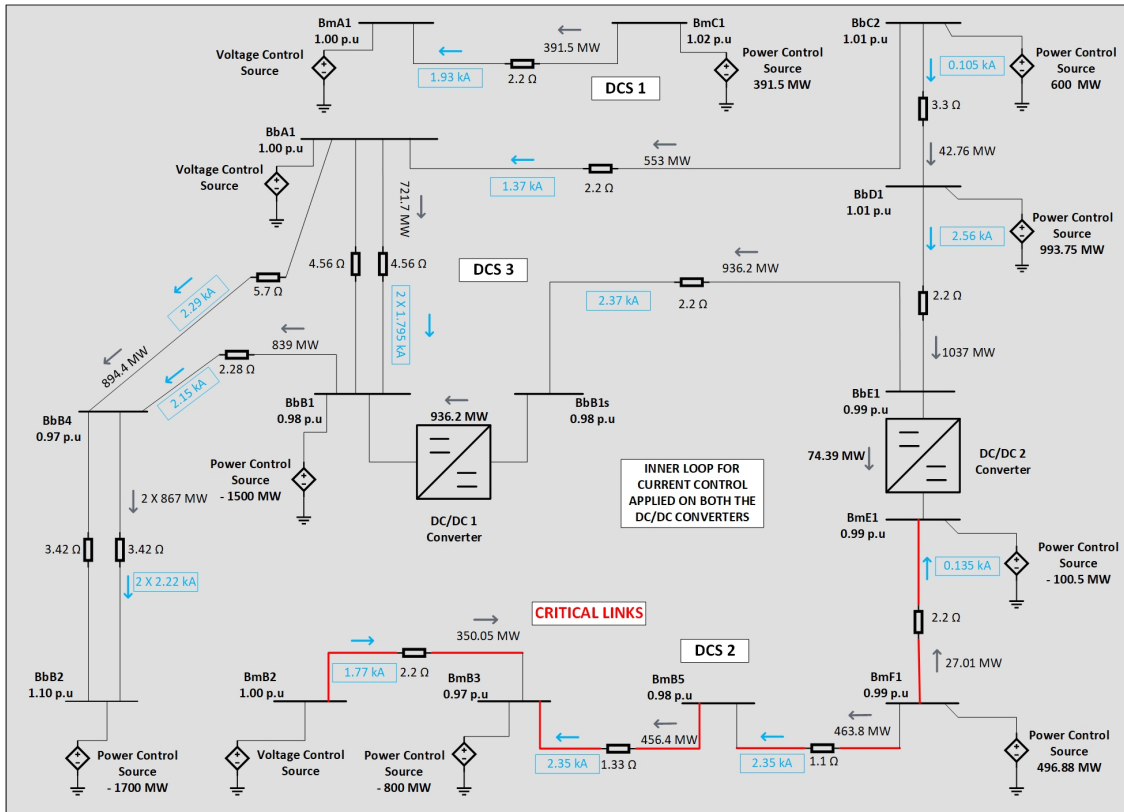 BmA1
1.00 p.u
Voltage Control
Source
1.93 kA
2.2 Ω
391.5 MW
BmC1
1.02 p.u
Power Control
Source
391.5 MW
DCS 1
BbC2
1.01 p.u
0.105 kA
Power Control
Source
600 MW
3.3 Ω
42.76 MW
BbA1
1.00 p.u
Voltage Control
Source
1.37 kA
2.2 Ω
553 MW
721.7 MW
4.56 Ω
4.56 Ω
2 X 1.795 kA
DCS 3
BbD1
1.01 p.u
2.56 kA
Power Control
Source
993.75 MW
2.2 Ω
1037 MW
2.29 kA
5.7 Ω
894.4 MW
2.37 kA
2.2 Ω
936.2 MW
839 MW
2.28 Ω
2.15 kA
BbB4
0.97 p.u
BbB1
0.98 p.u
936.2 MW
BbB1s
0.98 p.u
BbE1
0.99 p.u
Power Control
Source
- 1500 MW
DC/DC 1
Converter
INNER LOOP FOR
CURRENT CONTROL
APPLIED ON BOTH THE
DC/DC CONVERTERS
74.39 MW
DC/DC 2
Converter
2 X 867 MW
3.42 Ω
3.42 Ω
2 X 2.22 kA
BmE1
0.99 p.u
0.135 kA
Power Control
Source
- 100.5 MW
2.2 Ω
27.01 MW
CRITICAL LINKS
350.05 MW
1.77 kA
2.2 Ω
DCS 2
BbB2
1.10 p.u
BmB2
1.00 p.u
BmB3
0.97 p.u
BmB5
0.98 p.u
BmF1
0.99 p.u
456.4 MW
463.8 MW
2.35 kA
1.33 Ω
2.35 kA
1.1 Ω
Power Control
Source
- 1700 MW
Voltage Control
Source
Power Control
Source
- 800 MW
Power Control
Source
496.88 MW